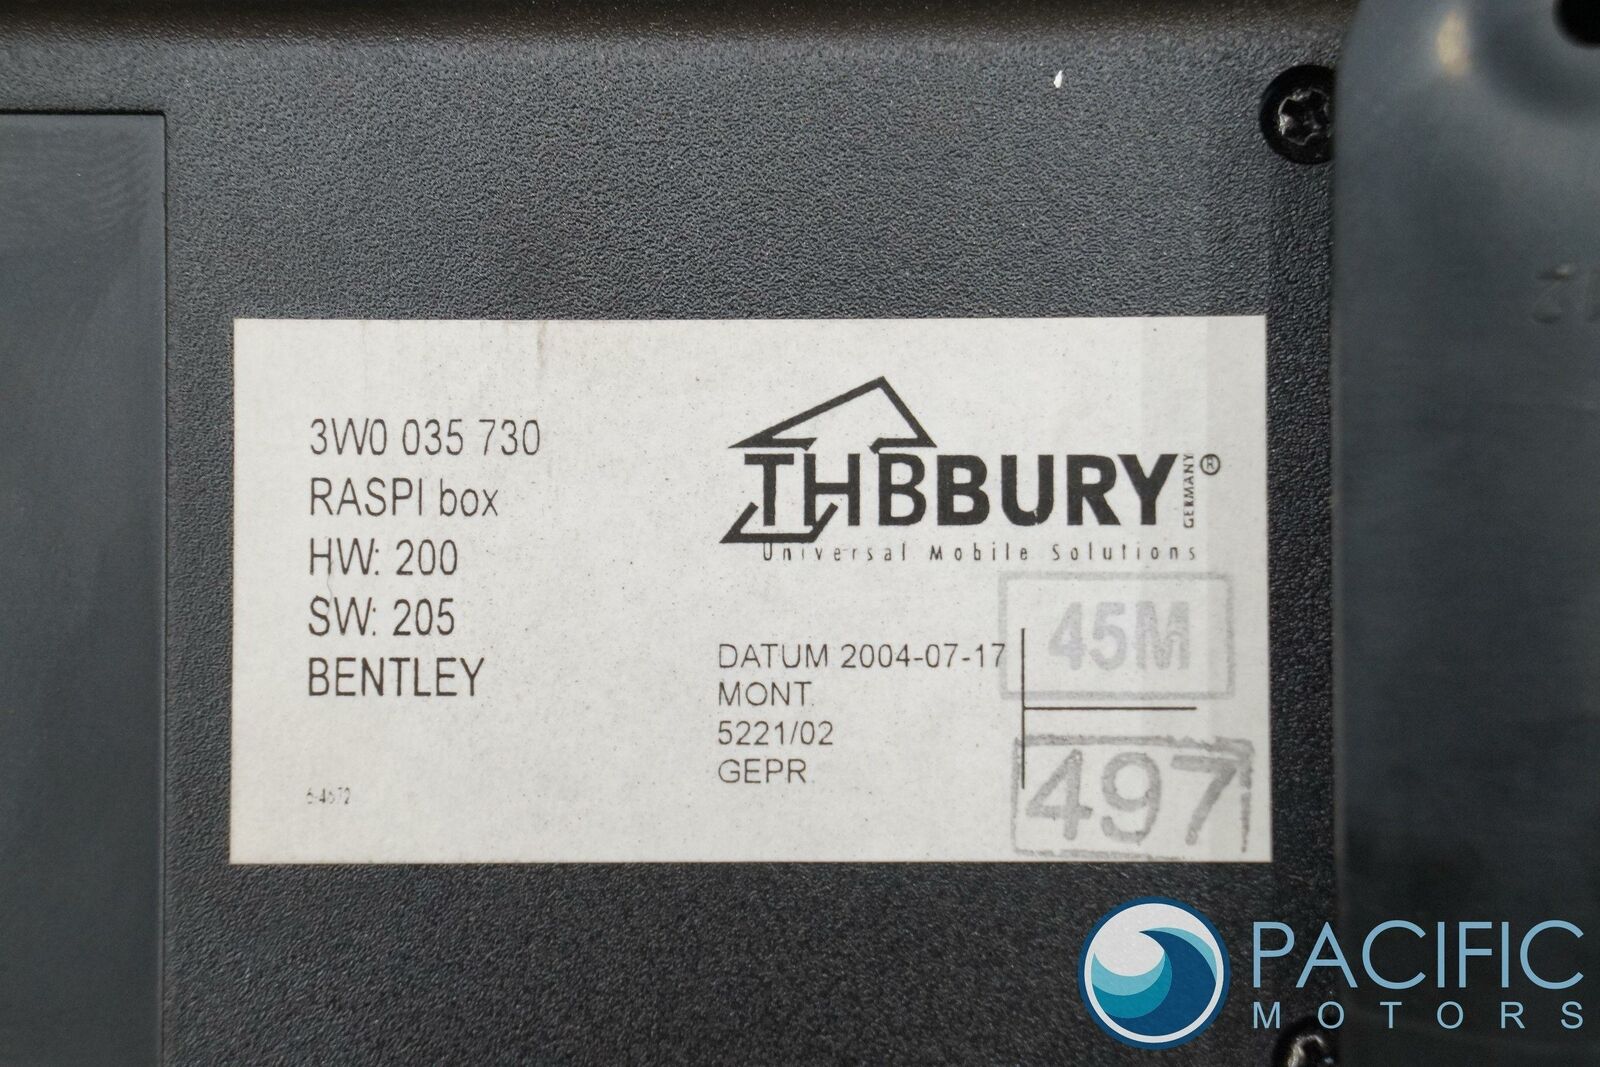 3W0 035 730
RASPI box
HW: 200
SW: 205
BENTLEY
THBBURY GERMANY ®
Universal Mobile Solutions
DATUM 2004-07-17
MONT.
5221/02
GEPR.
45M
497
PACIFIC
MOTORS